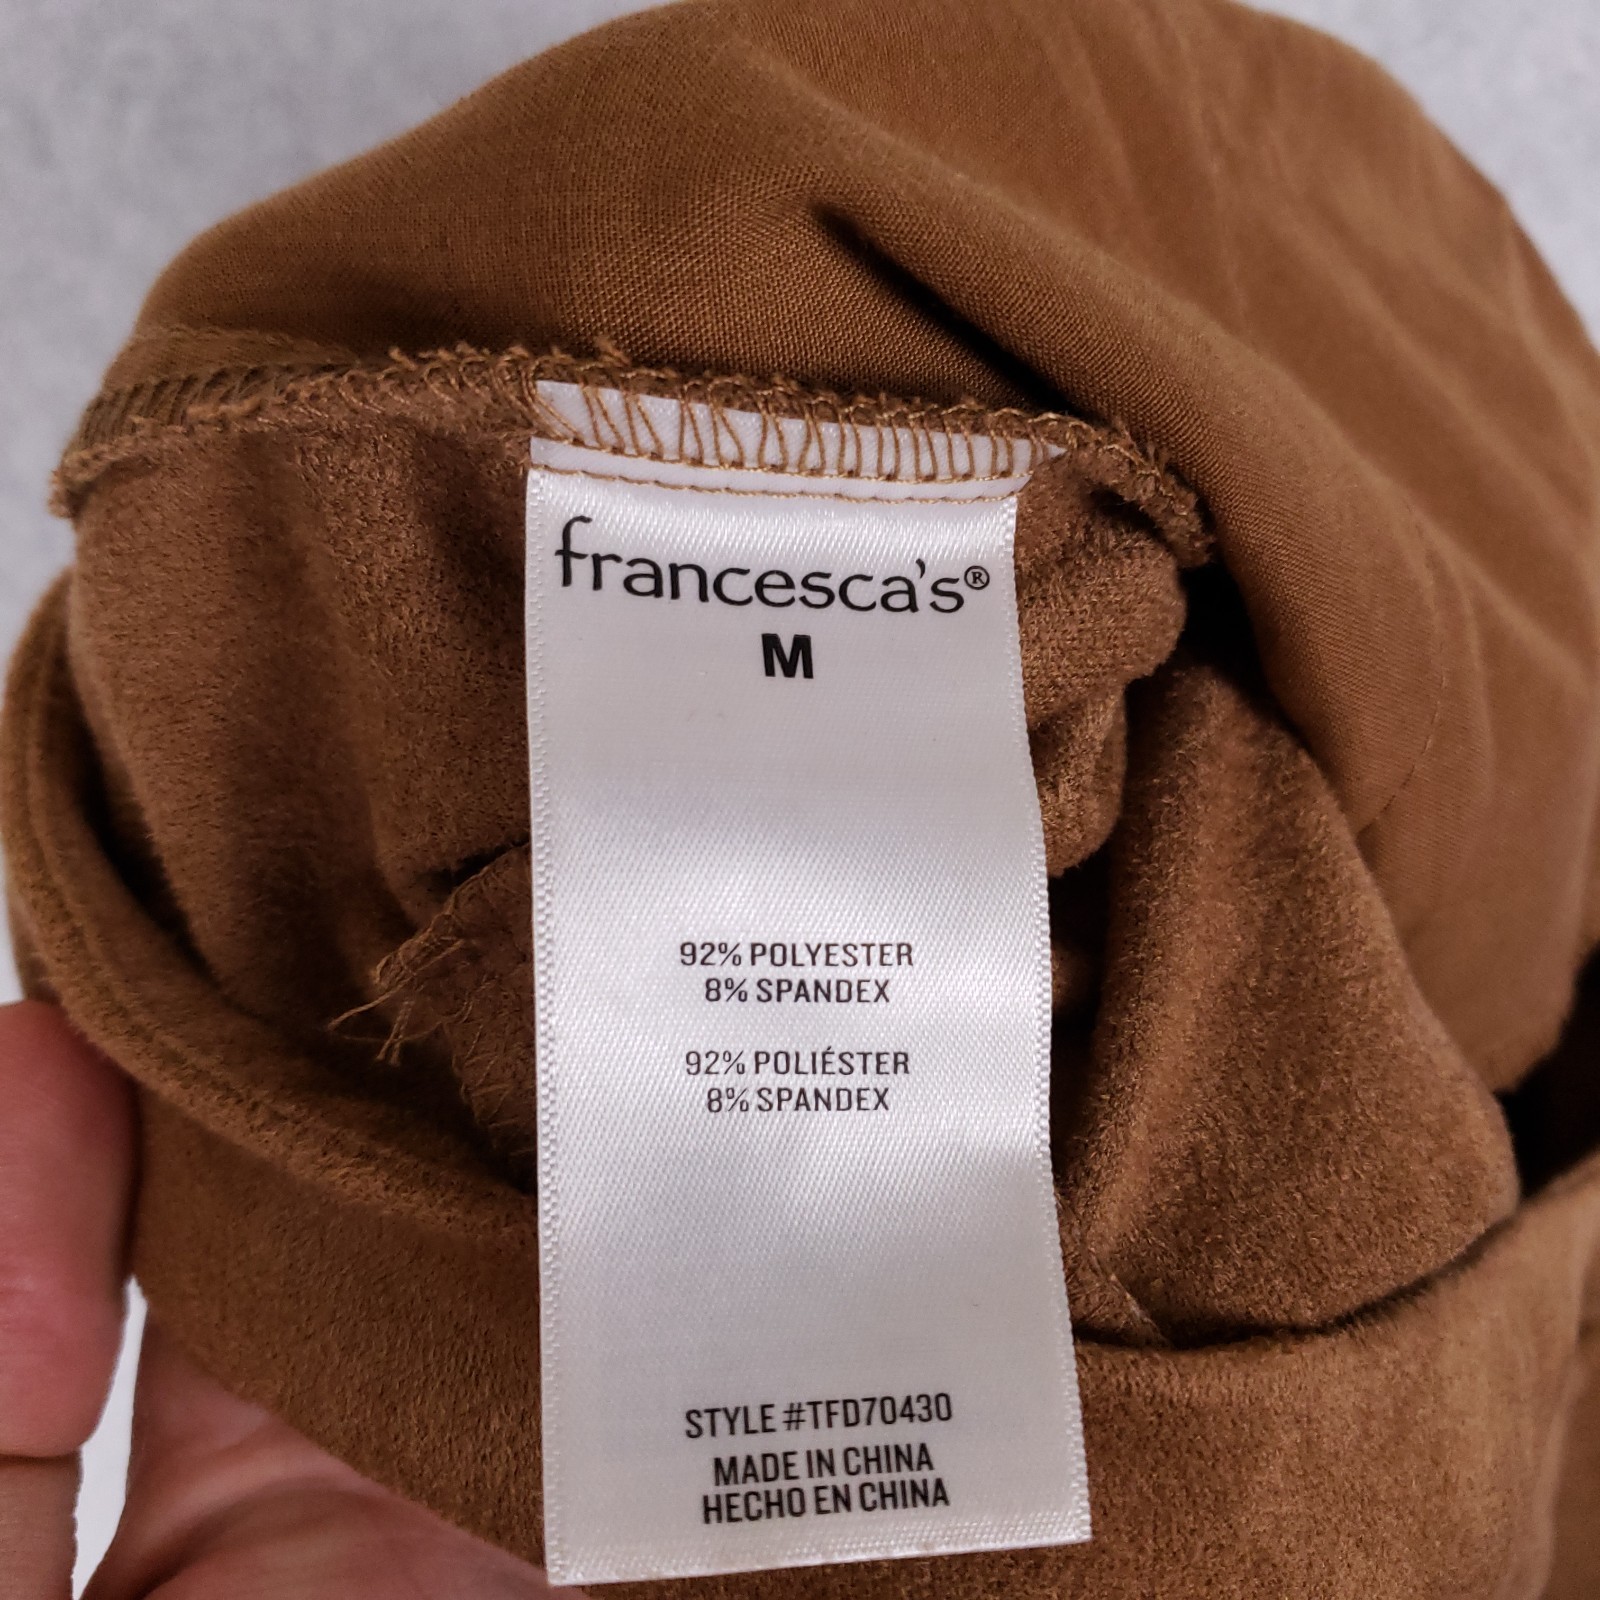 francesca's®
M
92% POLYESTER
8% SPANDEX
92% POLIÉSTER
8% SPANDEX
STYLE #TFD70430
MADE IN CHINA
HECHO EN CHINA